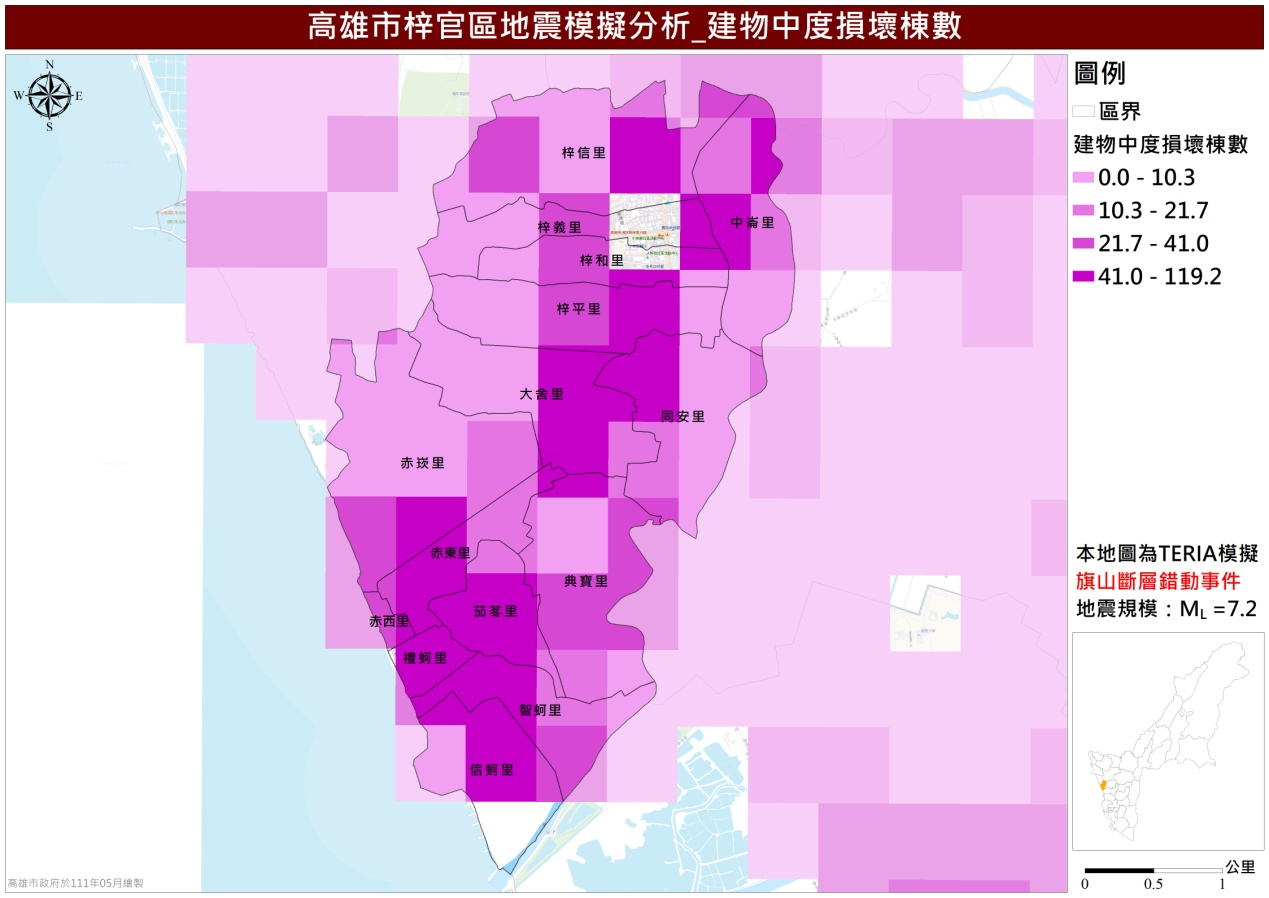 高雄市梓官區地震模擬分析_建物中度損壞棟數
N
W
E
S
圖例
區界
建物中度損壞棟數
0.0 - 10.3
10.3 - 21.7
21.7 - 41.0
41.0 - 119.2
梓信里
梓義里
中崙里
梓和里
梓平里
大舍里
同安里
赤崁里
赤東里
典寶里
茄苳里
赤西里
禮蚵里
智蚵里
信蚵里
本地圖為TERIA模擬
旗山斷層錯動事件
地震規模：ML =7.2
公里
0 0.5 1
高雄市政府於111年05月繪製